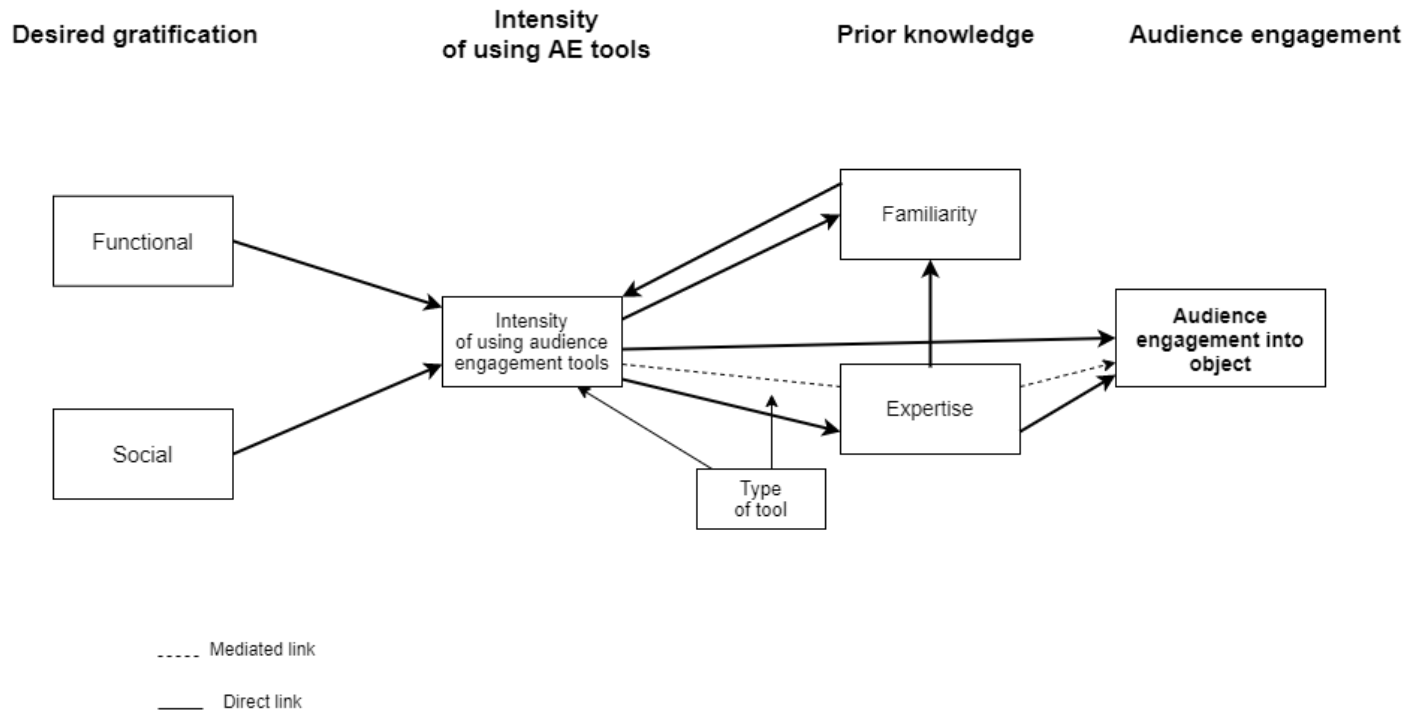 Desired gratification
Intensity
of using AE tools
Prior knowledge
Audience engagement
Functional
Social
Intensity
of using audience
engagement tools
Familiarity
Expertise
Type
of tool
Audience
engagement into
object
Mediated link
Direct link